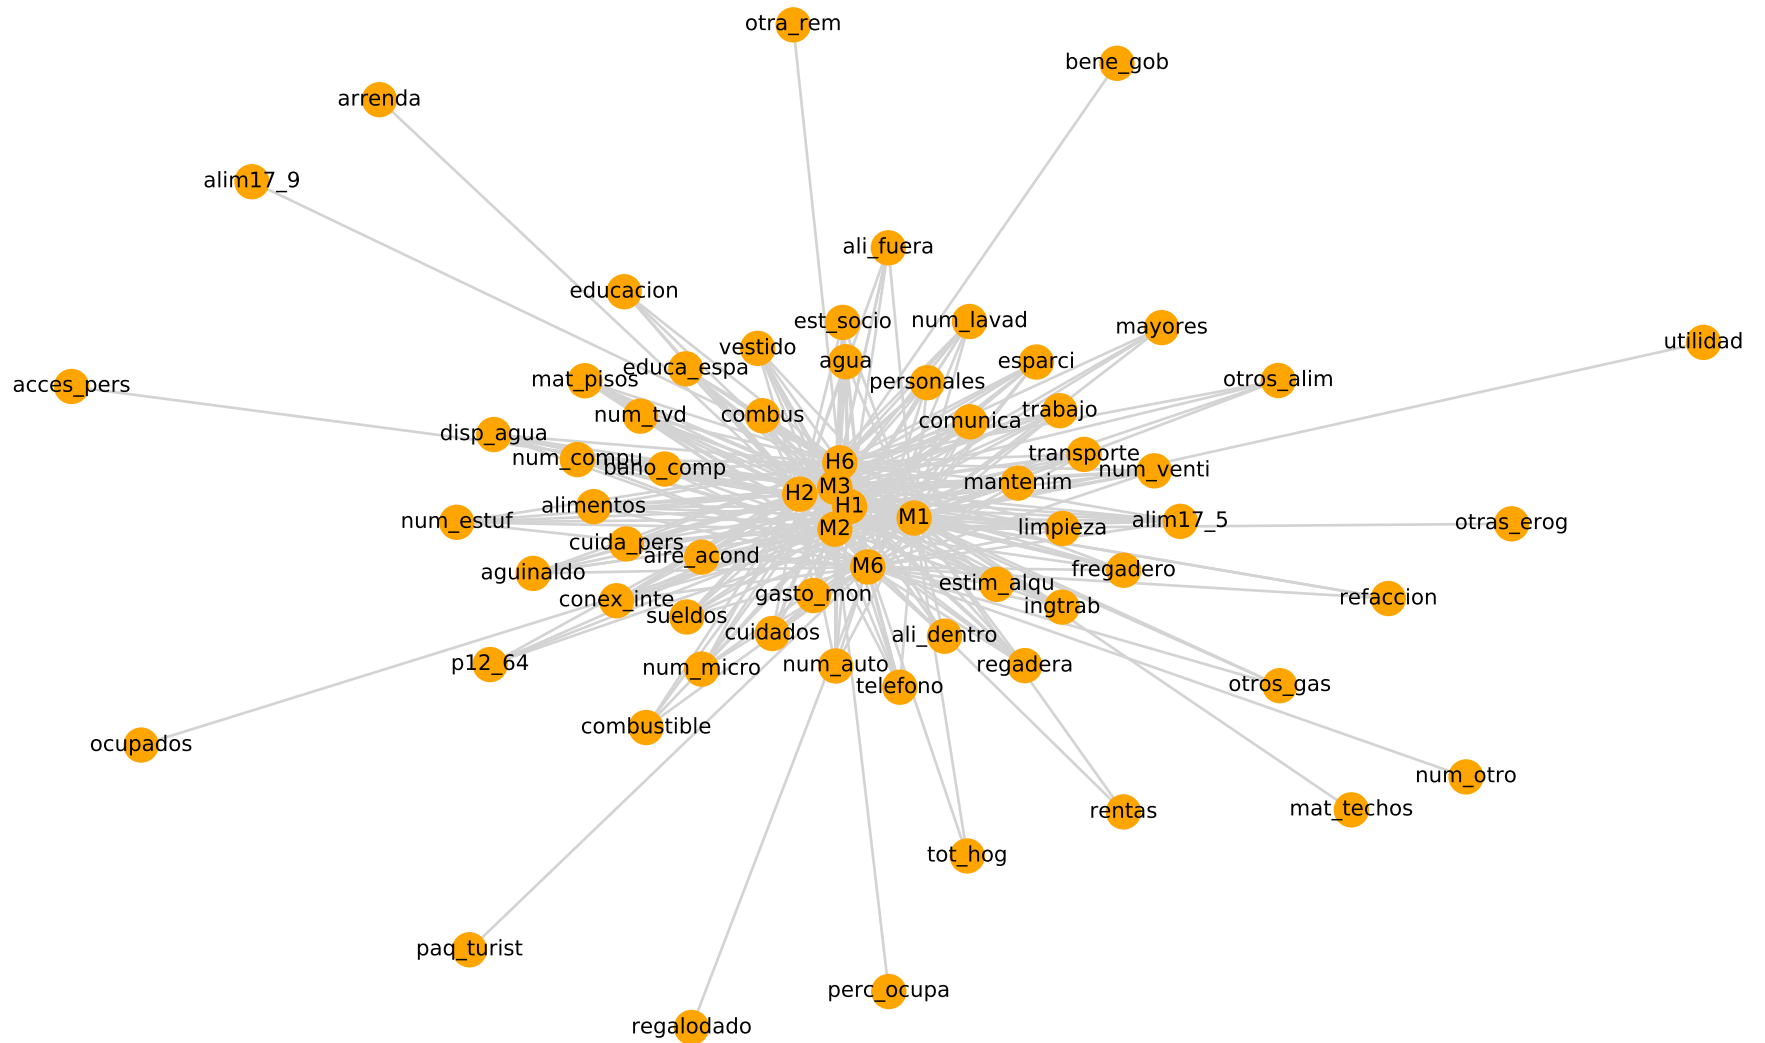 otra_rem
bene_gob
arrenda
alim17_9
ali_fuera
educacion
est_socio
num_lavad
mayores
utilidad
vestido
agua
esparci
educa_espa
mat_pisos
personales
otros_alim
acces_pers
num_tvd
combus
comunica
trabajo
disp_agua
num_compu
bano_comp
H6
transporte
num_venti
mantenim
M3
H2
H1
alimentos
M1
num_estuf
M2
limpieza
alim17_5
otras_erog
cuida_pers
aire_acond
aguinaldo
M6
fregadero
estim_alqu
conex_inte
gasto_mon
ingtrab
refaccion
sueldos
cuidados
ali_dentro
p12_64
num_micro
num_auto
regadera
telefono
otros_gas
combustible
ocupados
num_otro
mat_techos
rentas
tot_hog
paq_turist
perc_ocupa
regalodado